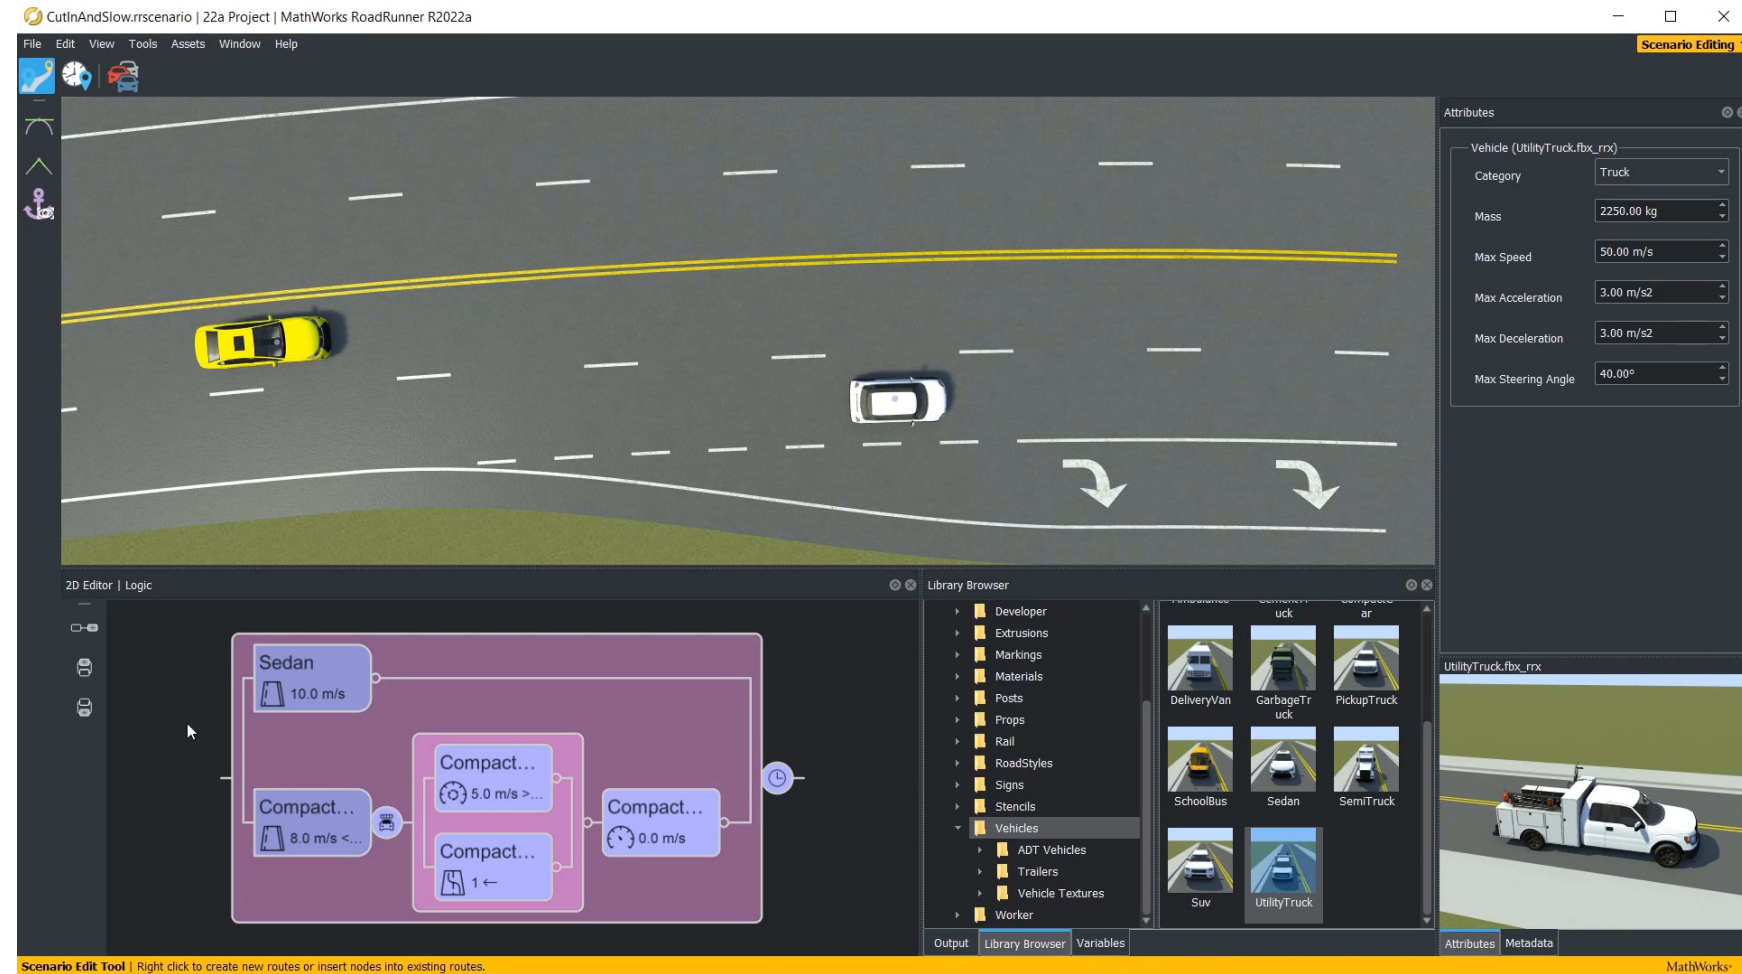 CutInAndSlow.rrscenario | 22a Project | MathWorks RoadRunner R2022a
File Edit View Tools Assets Window Help
Scenario Editing
Attributes
Vehicle (UtilityTruck.fbx_rrx)
Category Truck
Mass 2250.00 kg
Max Speed 50.00 m/s
Max Acceleration 3.00 m/s2
Max Deceleration 3.00 m/s2
Max Steering Angle 40.00º
2D Editor | Logic
Sedan
10.0 m/s
Compact...
8.0 m/s <...
Compact...
5.0 m/s >...
Compact...
1 ←
Compact...
0.0 m/s
Library Browser
Developer
Extrusions
Markings
Materials
Posts
Props
Rail
RoadStyles
Signs
Stencils
Vehicles
ADT Vehicles
Trailers
Vehicle Textures
Worker
uck ar
DeliveryVan GarbageTr PickupTruck
uck
SchoolBus Sedan SemiTruck
Suv UtilityTruck
Output Library Browser Variables
UtilityTruck.fbx_rrx
Attributes Metadata
Scenario Edit Tool | Right click to create new routes or insert nodes into existing routes.
MathWorks